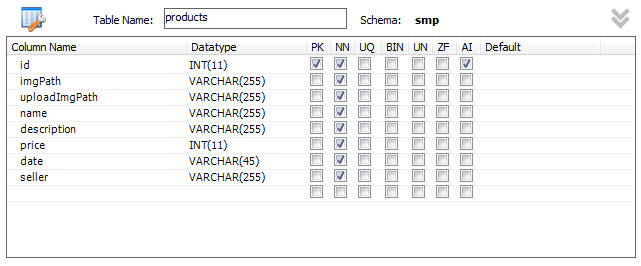 Table Name: products Schema: smp
Column Name Datatype PK NN UQ BIN UN ZF AI Default
id INT(11)
imgPath VARCHAR(255)
uploadImgPath VARCHAR(255)
name VARCHAR(255)
description VARCHAR(255)
price INT(11)
date VARCHAR(45)
seller VARCHAR(255)